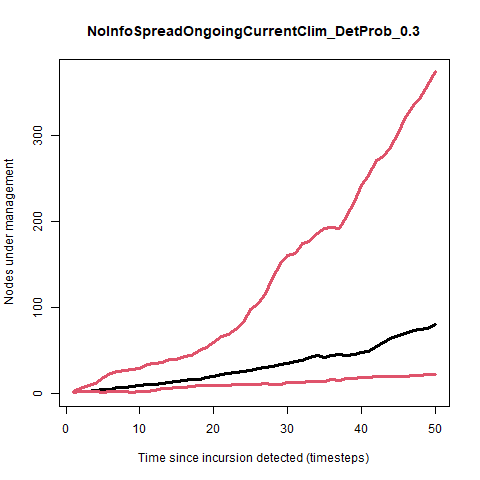 NoInfoSpreadOngoingCurrentClim_DetProb_0.3
Nodes under management
300
200
100
0
0 10 20 30 40 50
Time since incursion detected (timesteps)